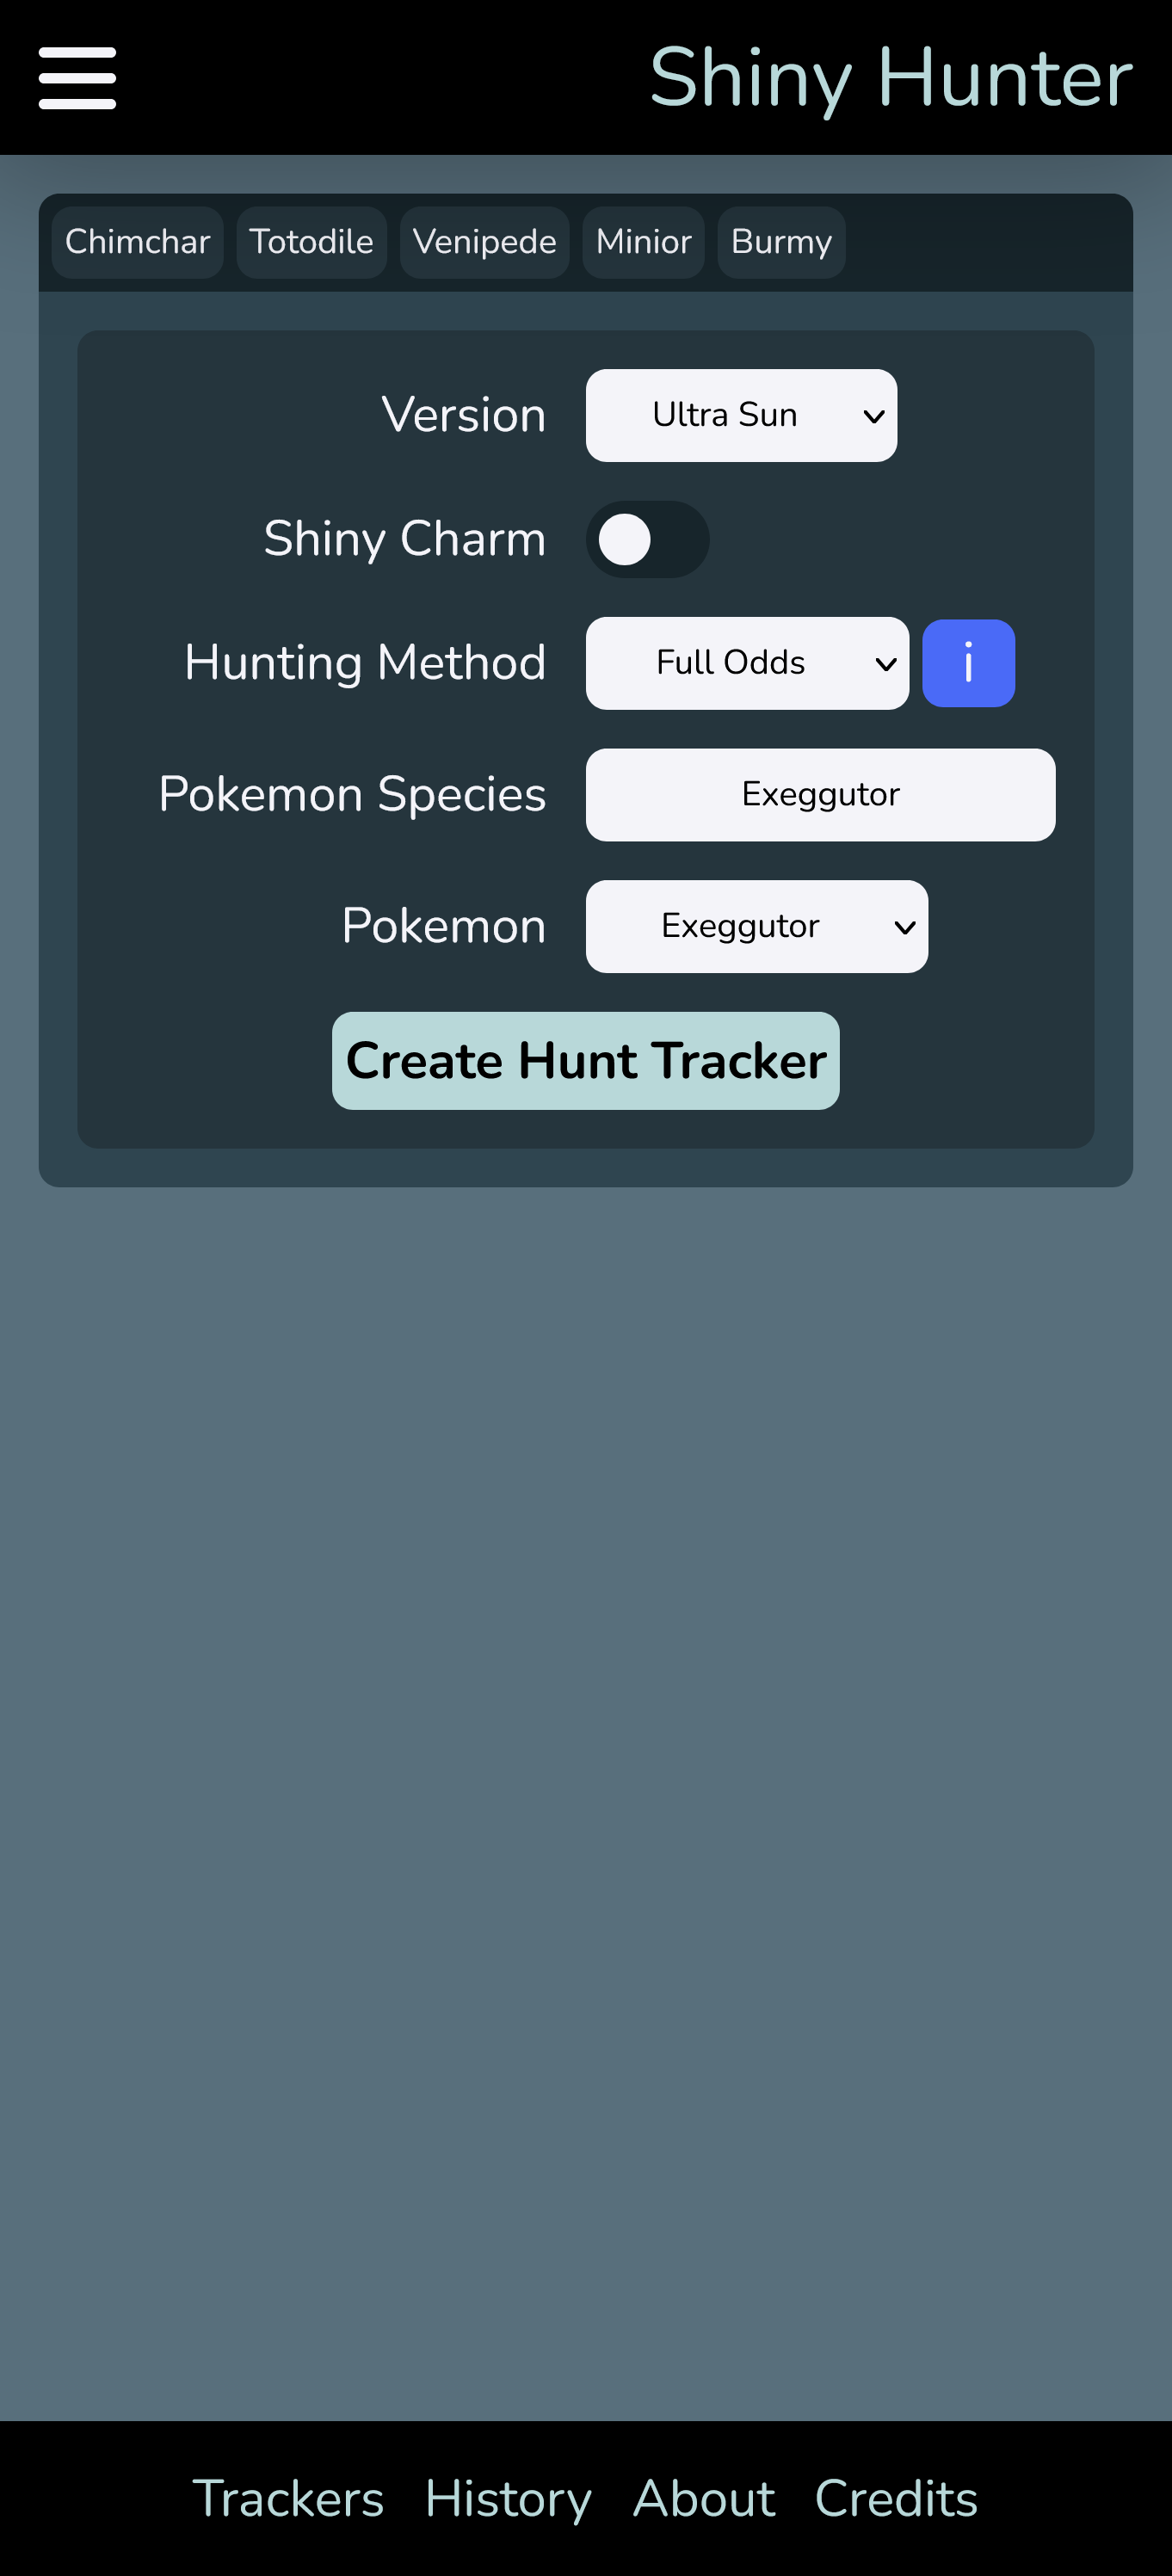 Shiny Hunter
Chimchar Totodile Venipede Minior Burmy
Version Ultra Sun
Shiny Charm
Hunting Method Full Odds i
Pokemon Species Exeggutor
Pokemon Exeggutor
Create Hunt Tracker
Trackers History About Credits